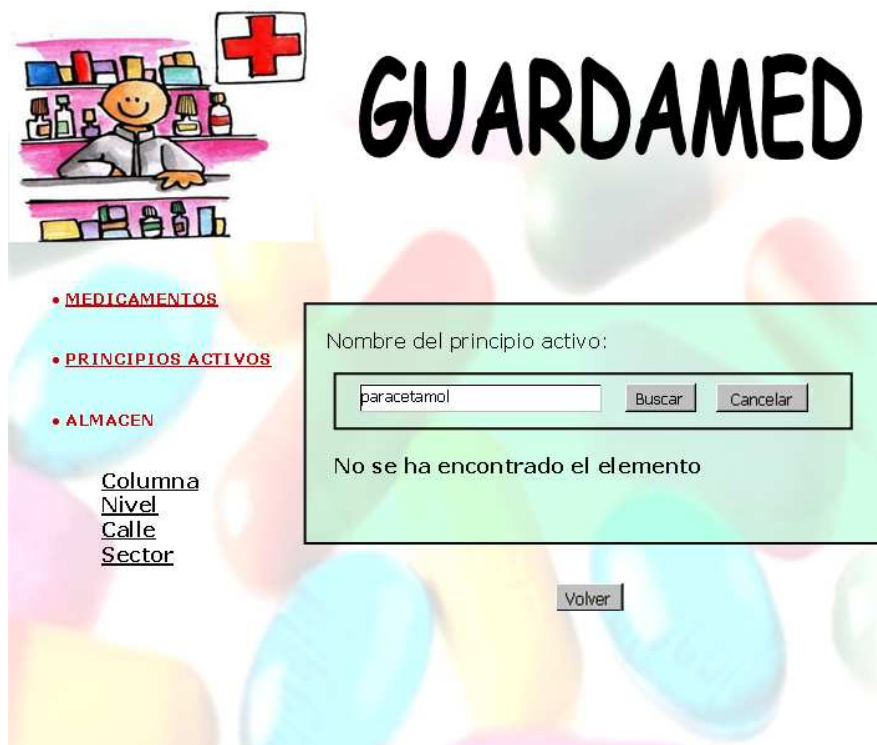 GUARDAMED
• MEDICAMENTOS
• PRINCIPIOS ACTIVOS
• ALMACEN
Columna
Nivel
Calle
Sector
Nombre del principio activo:
paracetamol Buscar Cancelar
No se ha encontrado el elemento
Volver